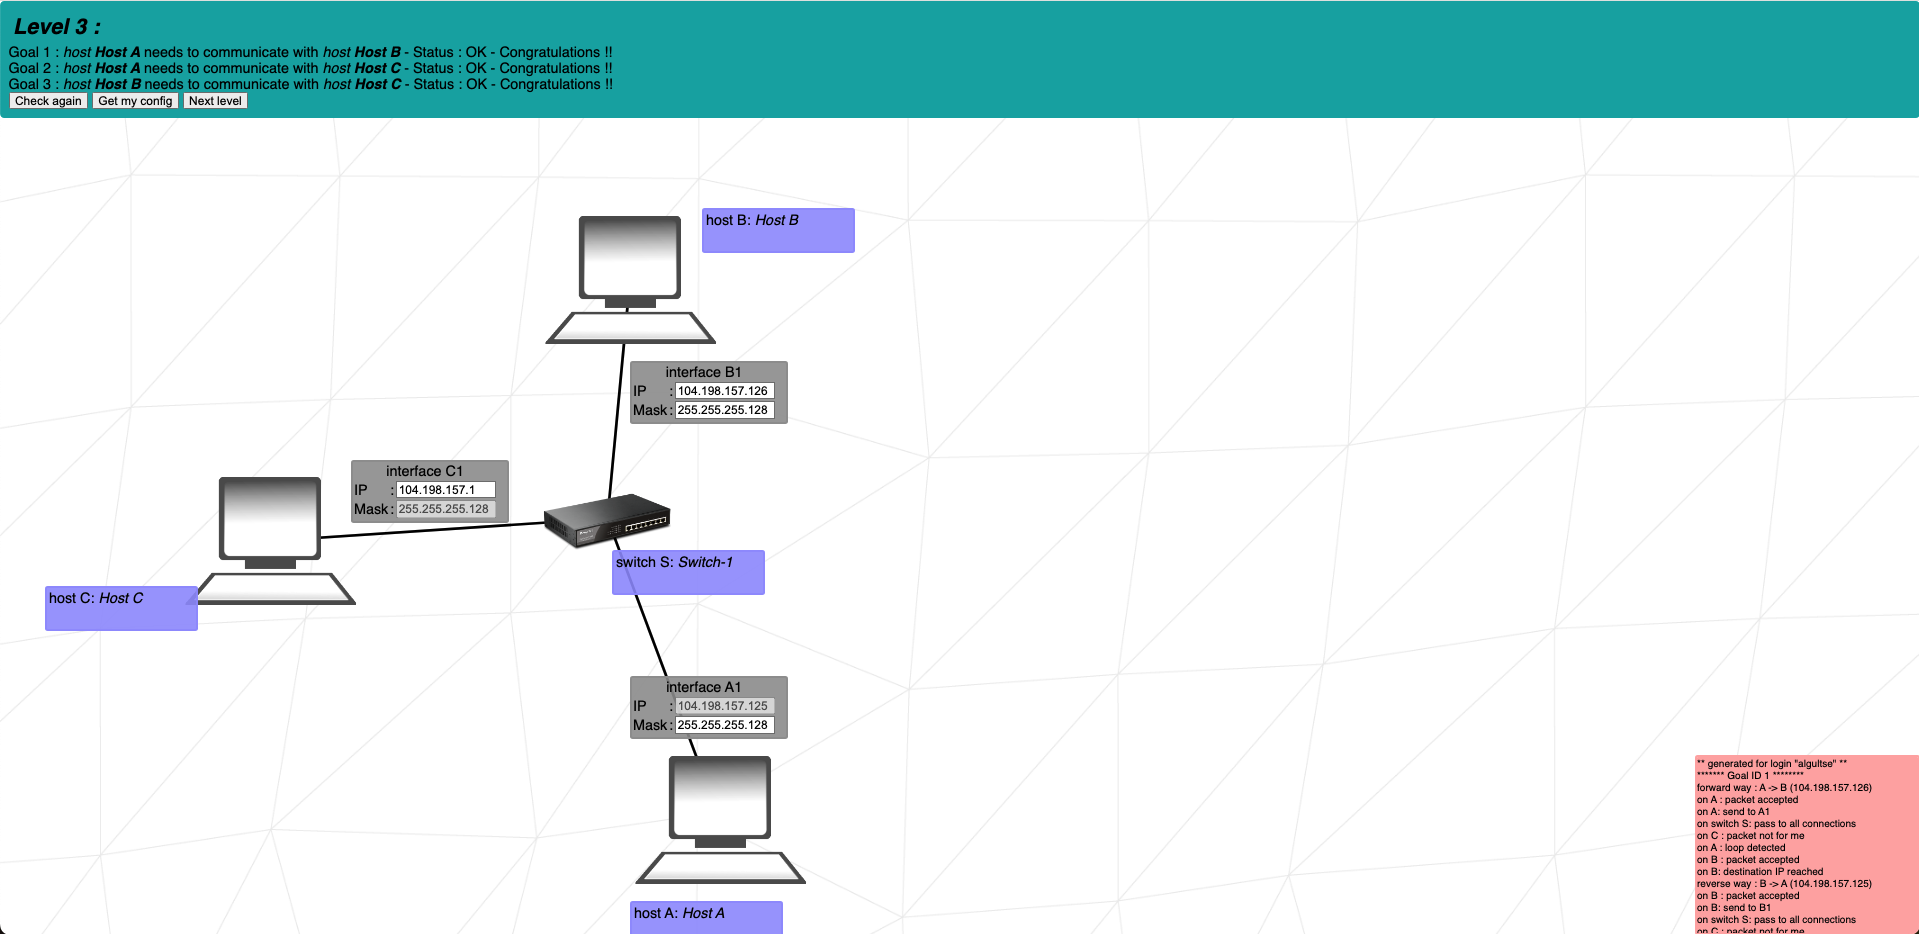 Level 3 :
Goal 1 : host Host A needs to communicate with host Host B - Status : OK - Congratulations !!
Goal 2 : host Host A needs to communicate with host Host C - Status : OK - Congratulations !!
Goal 3 : host Host B needs to communicate with host Host C - Status : OK - Congratulations !!
Check again Get my config Next level
host B: Host B
interface B1
IP : 104.198.157.126
Mask : 255.255.255.128
interface C1
IP : 104.198.157.1
Mask : 255.255.255.128
switch S: Switch-1
host C: Host C
interface A1
IP : 104.198.157.125
Mask : 255.255.255.128
host A: Host A
** generated for login "algultse" **
******* Goal ID 1 ********
forward way : A -> B (104.198.157.126)
on A : packet accepted
on A: send to A1
on switch S: pass to all connections
on C : packet not for me
on A : loop detected
on B : packet accepted
on B: destination IP reached
reverse way : B -> A (104.198.157.125)
on B : packet accepted
on B: send to B1
on switch S: pass to all connections
on C : packet not for me